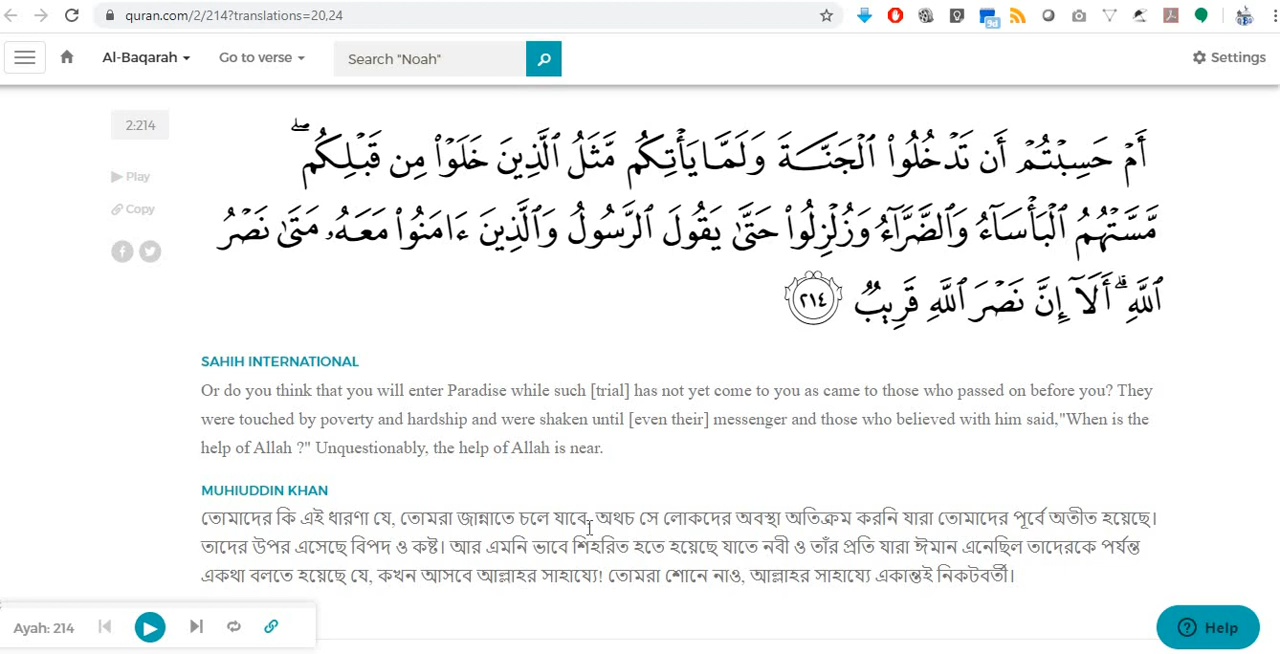 quran.com/2/214?translations=20,24
Al-Baqarah
Go to verse
Search "Noah"
Settings
2:214
Play
Copy
أَمْ حَسِبْتُمْ أَن تَدْخُلُوا۟ ٱلْجَنَّةَ وَلَمَّا يَأْتِكُم مَّثَلُ ٱلَّذِينَ خَلَوْا۟ مِن قَبْلِكُم ۖ
مَّسَّتْهُمُ ٱلْبَأْسَآءُ وَٱلضَّرَّآءُ وَزُلْزِلُوا۟ حَتَّىٰ يَقُولَ ٱلرَّسُولُ وَٱلَّذِينَ ءَامَنُوا۟ مَعَهُۥ مَتَىٰ نَصْرُ
ٱللَّهِ ۗ أَلَآ إِنَّ نَصْرَ ٱللَّهِ قَرِيبٌ ٢١٤
SAHIH INTERNATIONAL
Or do you think that you will enter Paradise while such [trial] has not yet come to you as came to those who passed on before you? They
were touched by poverty and hardship and were shaken until [even their] messenger and those who believed with him said,"When is the
help of Allah ?" Unquestionably, the help of Allah is near.
MUHIUDDIN KHAN
তোমাদের কি এই ধারণা যে, তোমরা জান্নাতে চলে যাবে, অথচ সে লোকদের অবস্থা অতিক্রম করনি যারা তোমাদের পূর্বে অতীত হয়েছে।
তাদের উপর এসেছে বিপদ ও কষ্ট। আর এমনি ভাবে শিহরিত হতে হয়েছে যাতে নবী ও তাঁর প্রতি যারা ঈমান এনেছিল তাদেরকে পর্যন্ত
একথা বলতে হয়েছে যে, কখন আসবে আল্লাহর সাহায্যে! তোমরা শোনে নাও, আল্লাহর সাহায্যে একান্তই নিকটবর্তী।
Ayah: 214
Help